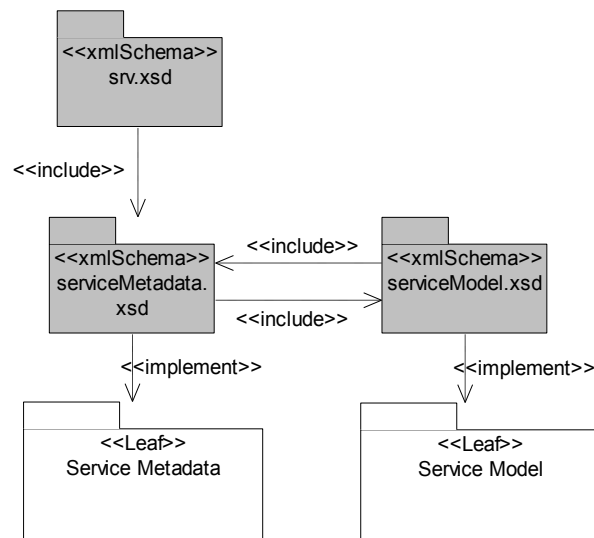 <<xmlSchema>>
srv.xsd
<<include>>
<<xmlSchema>>
serviceMetadata.
xsd
<<include>>
<<include>>
<<xmlSchema>>
serviceModel.xsd
<<implement>>
<<implement>>
<<Leaf>>
Service Metadata
<<Leaf>>
Service Model